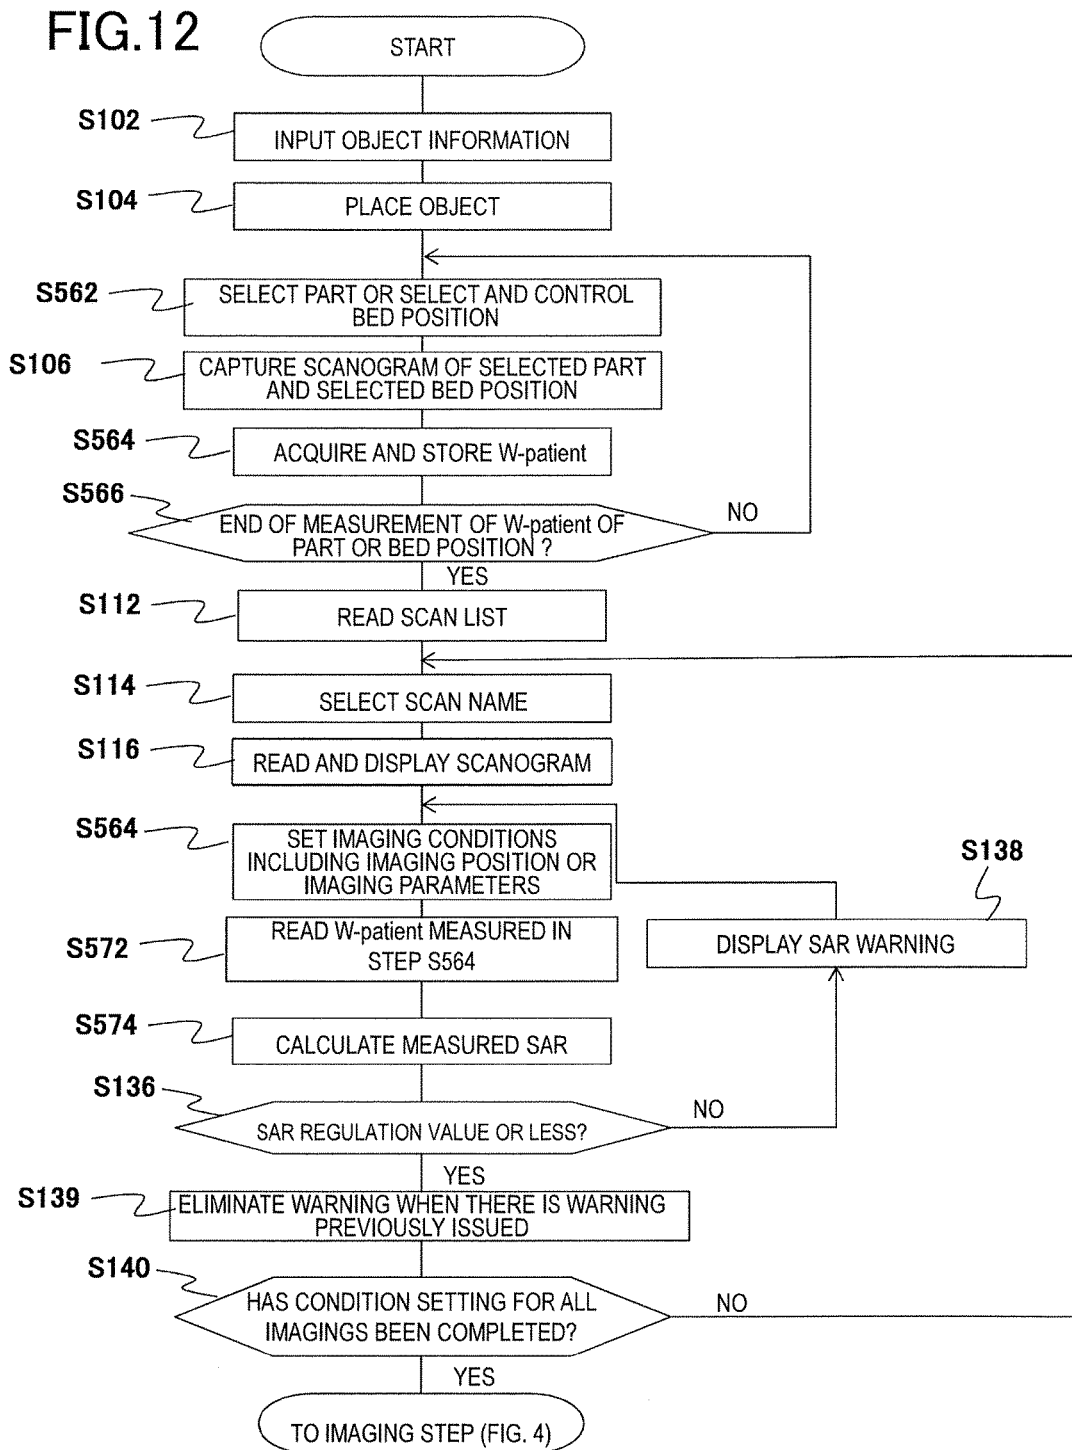 FIG.12
START
S102
INPUT OBJECT INFORMATION
S104
PLACE OBJECT
S562
SELECT PART OR SELECT AND CONTROL
BED POSITION
S106
CAPTURE SCANOGRAM OF SELECTED PART
AND SELECTED BED POSITION
S564
ACQUIRE AND STORE W-patient
S566
END OF MEASUREMENT OF W-patient OF
PART OR BED POSITION ?
NO
YES
S112
READ SCAN LIST
S114
SELECT SCAN NAME
S116
READ AND DISPLAY SCANOGRAM
S564
SET IMAGING CONDITIONS
INCLUDING IMAGING POSITION OR
IMAGING PARAMETERS
S138
DISPLAY SAR WARNING
S572
READ W-patient MEASURED IN
STEP S564
S574
CALCULATE MEASURED SAR
S136
SAR REGULATION VALUE OR LESS?
NO
YES
S139
ELIMINATE WARNING WHEN THERE IS WARNING
PREVIOUSLY ISSUED
S140
HAS CONDITION SETTING FOR ALL
IMAGINGS BEEN COMPLETED?
NO
YES
TO IMAGING STEP (FIG. 4)